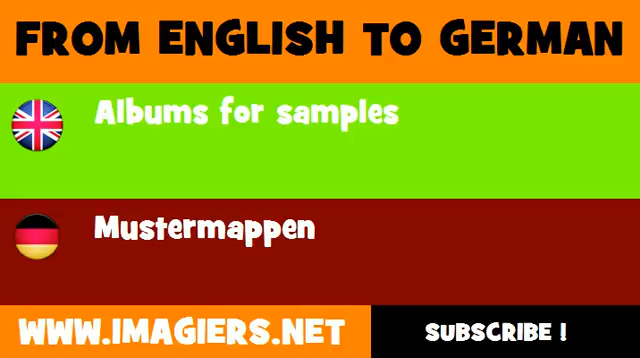 FROM ENGLISH TO GERMAN
Albums for samples
Mustermappen
WWW.IMAGIERS.NET
SUBSCRIBE !